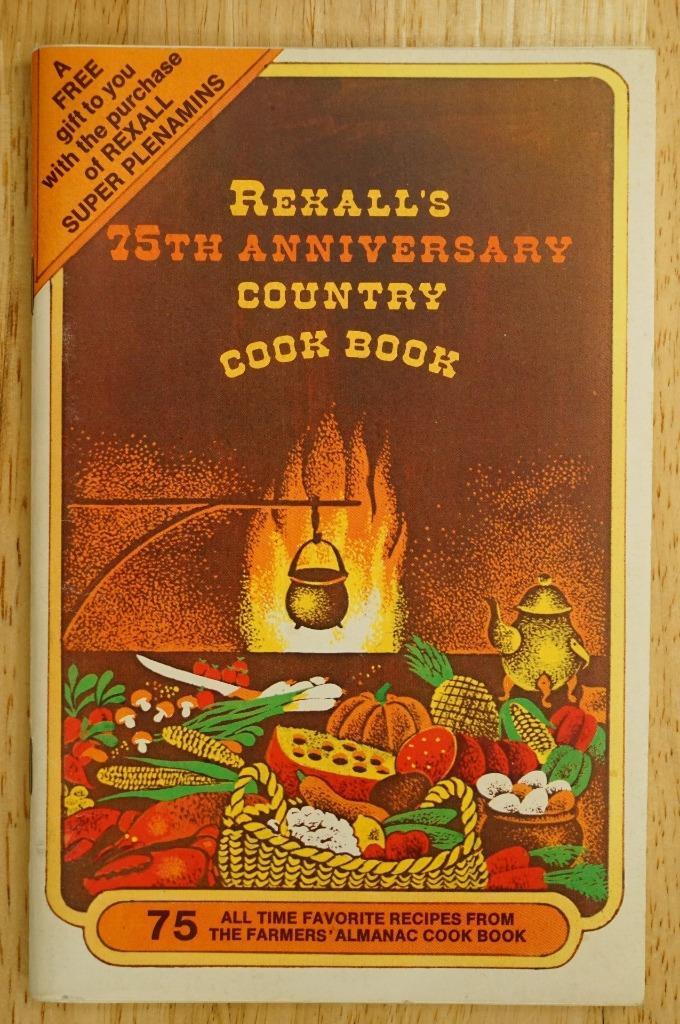 A
FREE
gift to you
with the purchase
of REXALL
SUPER PLENAMINS
REXALL'S
75TH ANNIVERSARY
COUNTRY
COOK BOOK
75 ALL TIME FAVORITE RECIPES FROM
THE FARMERS' ALMANAC COOK BOOK